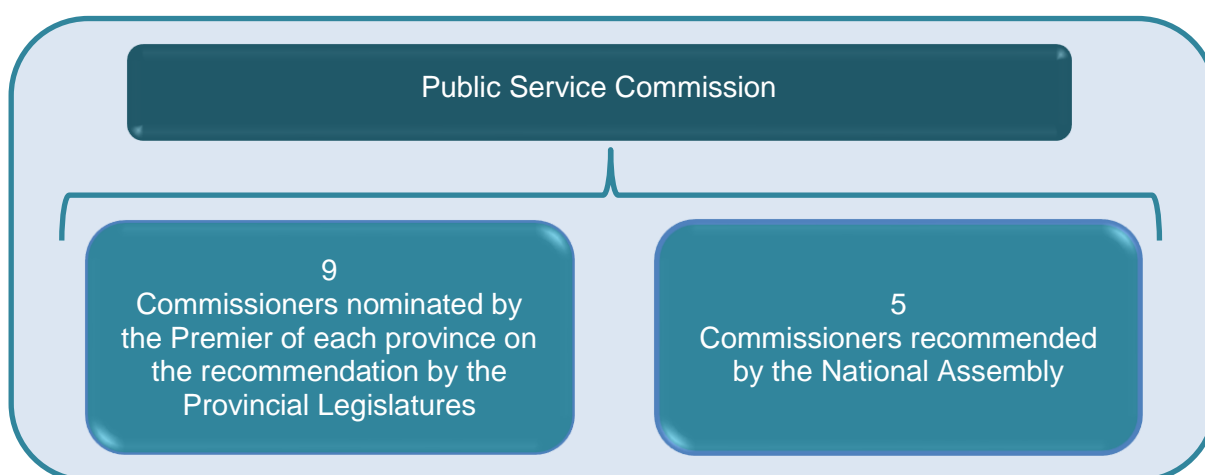 Public Service Commission
9
Commissioners nominated by
the Premier of each province on
the recommendation by the
Provincial Legislatures
5
Commissioners recommended
by the National Assembly